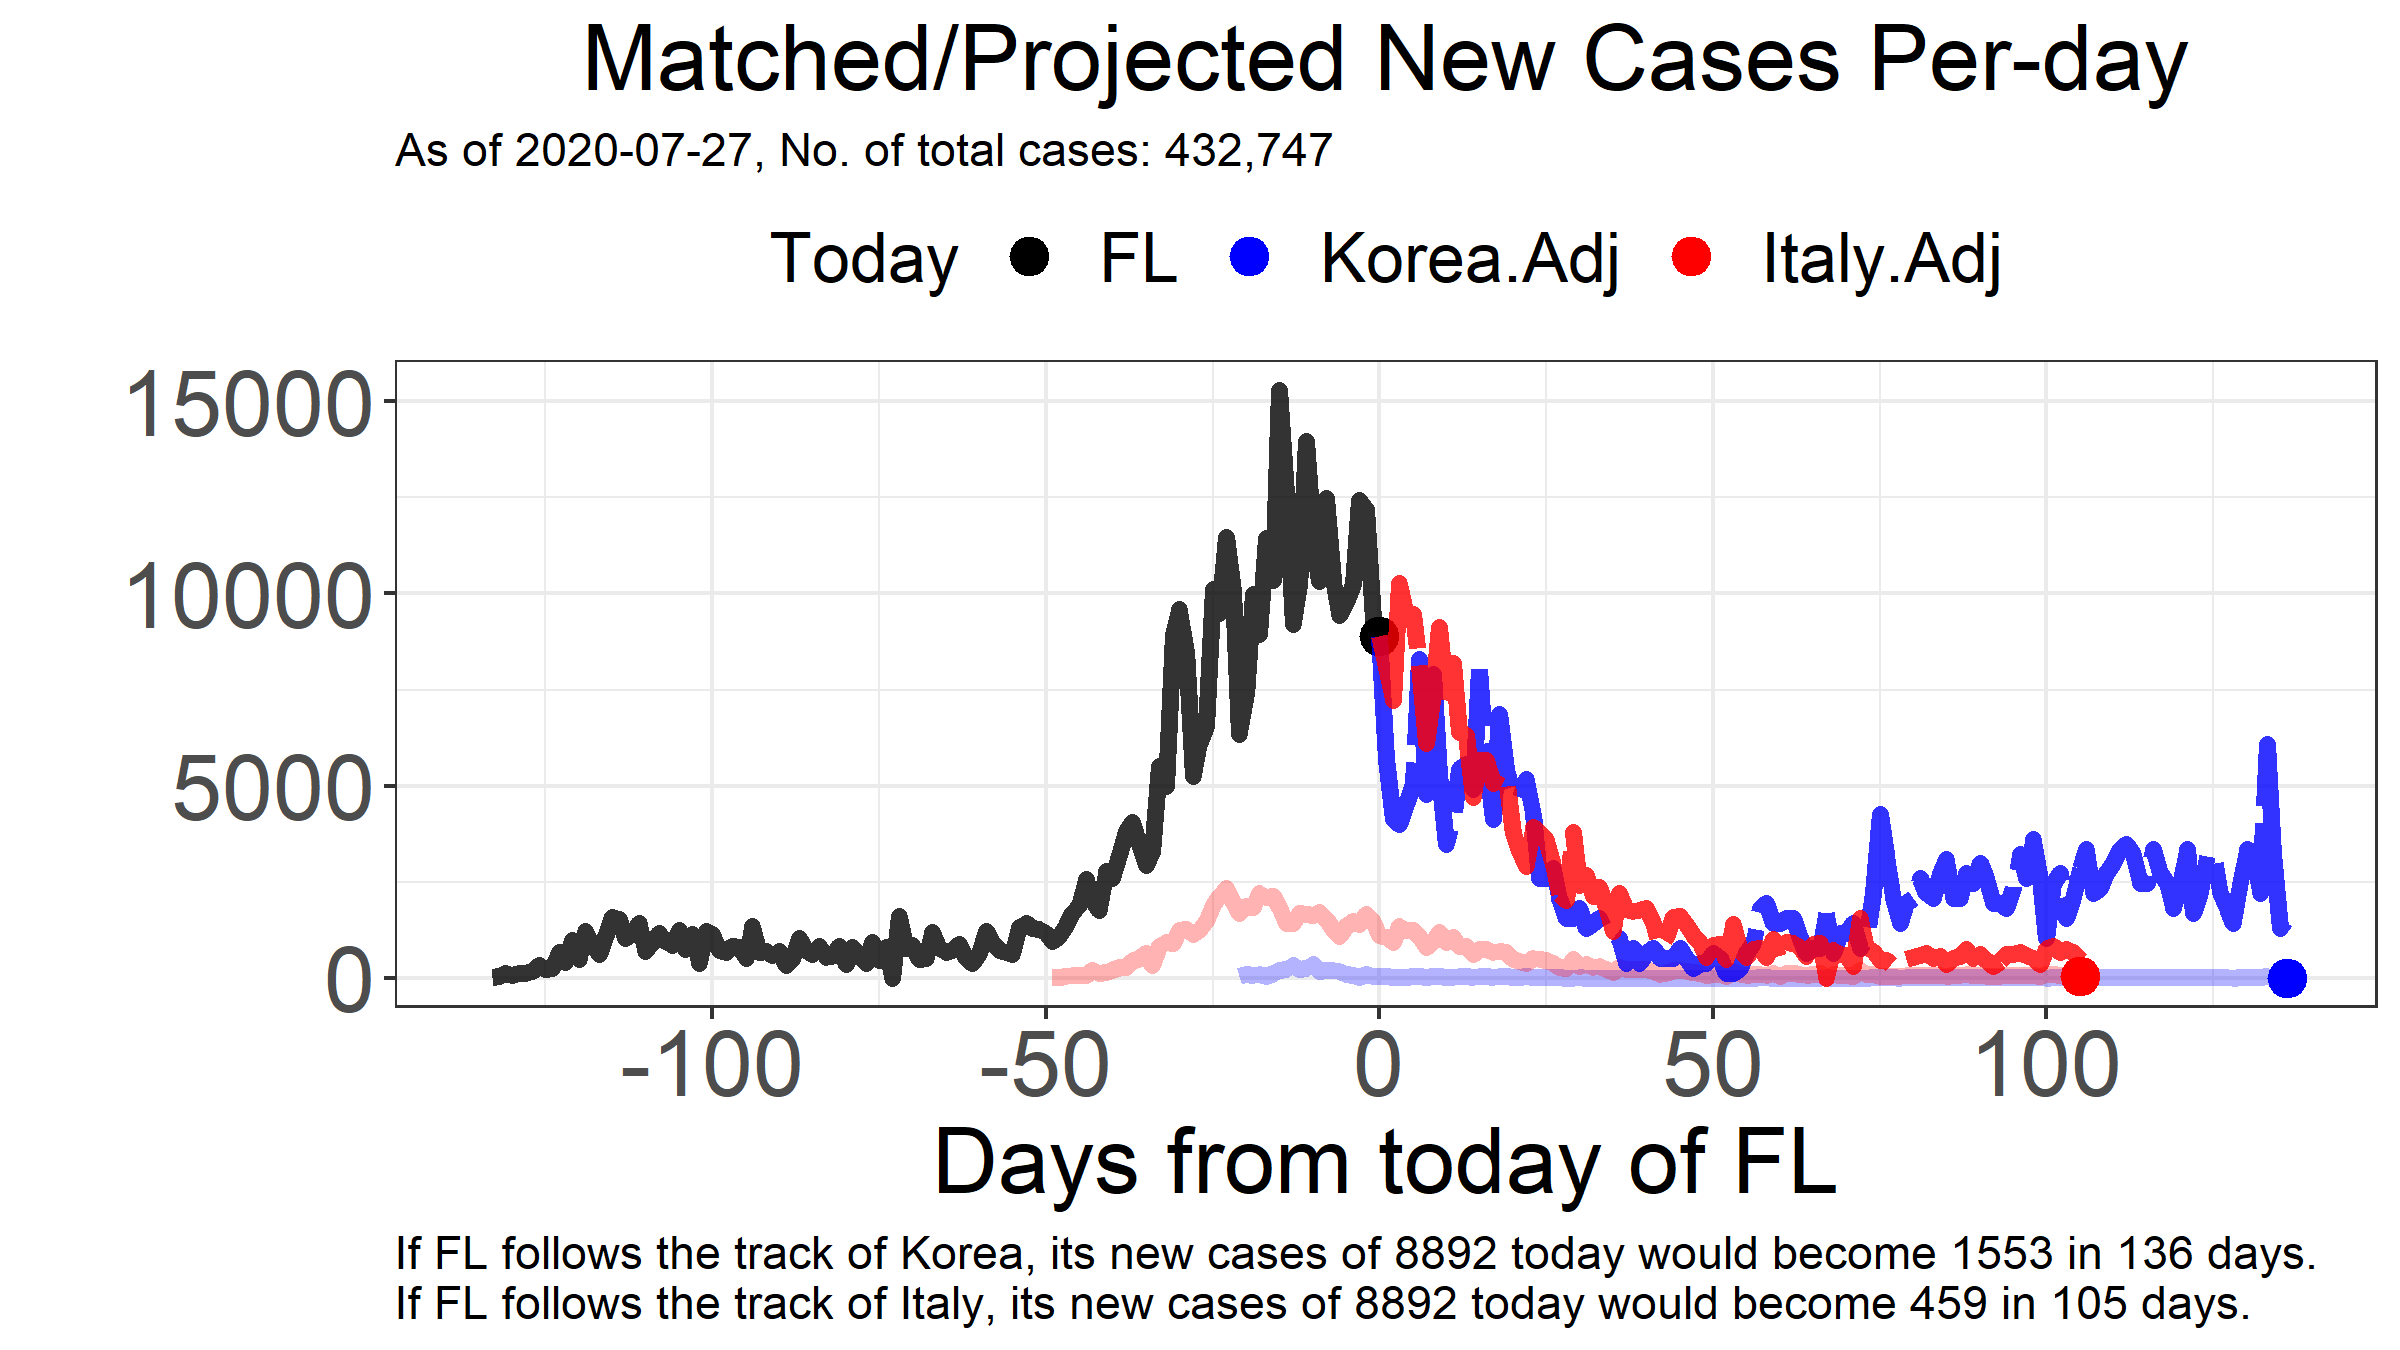 Matched/Projected New Cases Per-day
As of 2020-07-27, No. of total cases: 432,747
Today FL Korea.Adj Italy.Adj
15000
10000
5000
0
-100 -50 0 50 100
Days from today of FL
If FL follows the track of Korea, its new cases of 8892 today would become 1553 in 136 days.
If FL follows the track of Italy, its new cases of 8892 today would become 459 in 105 days.